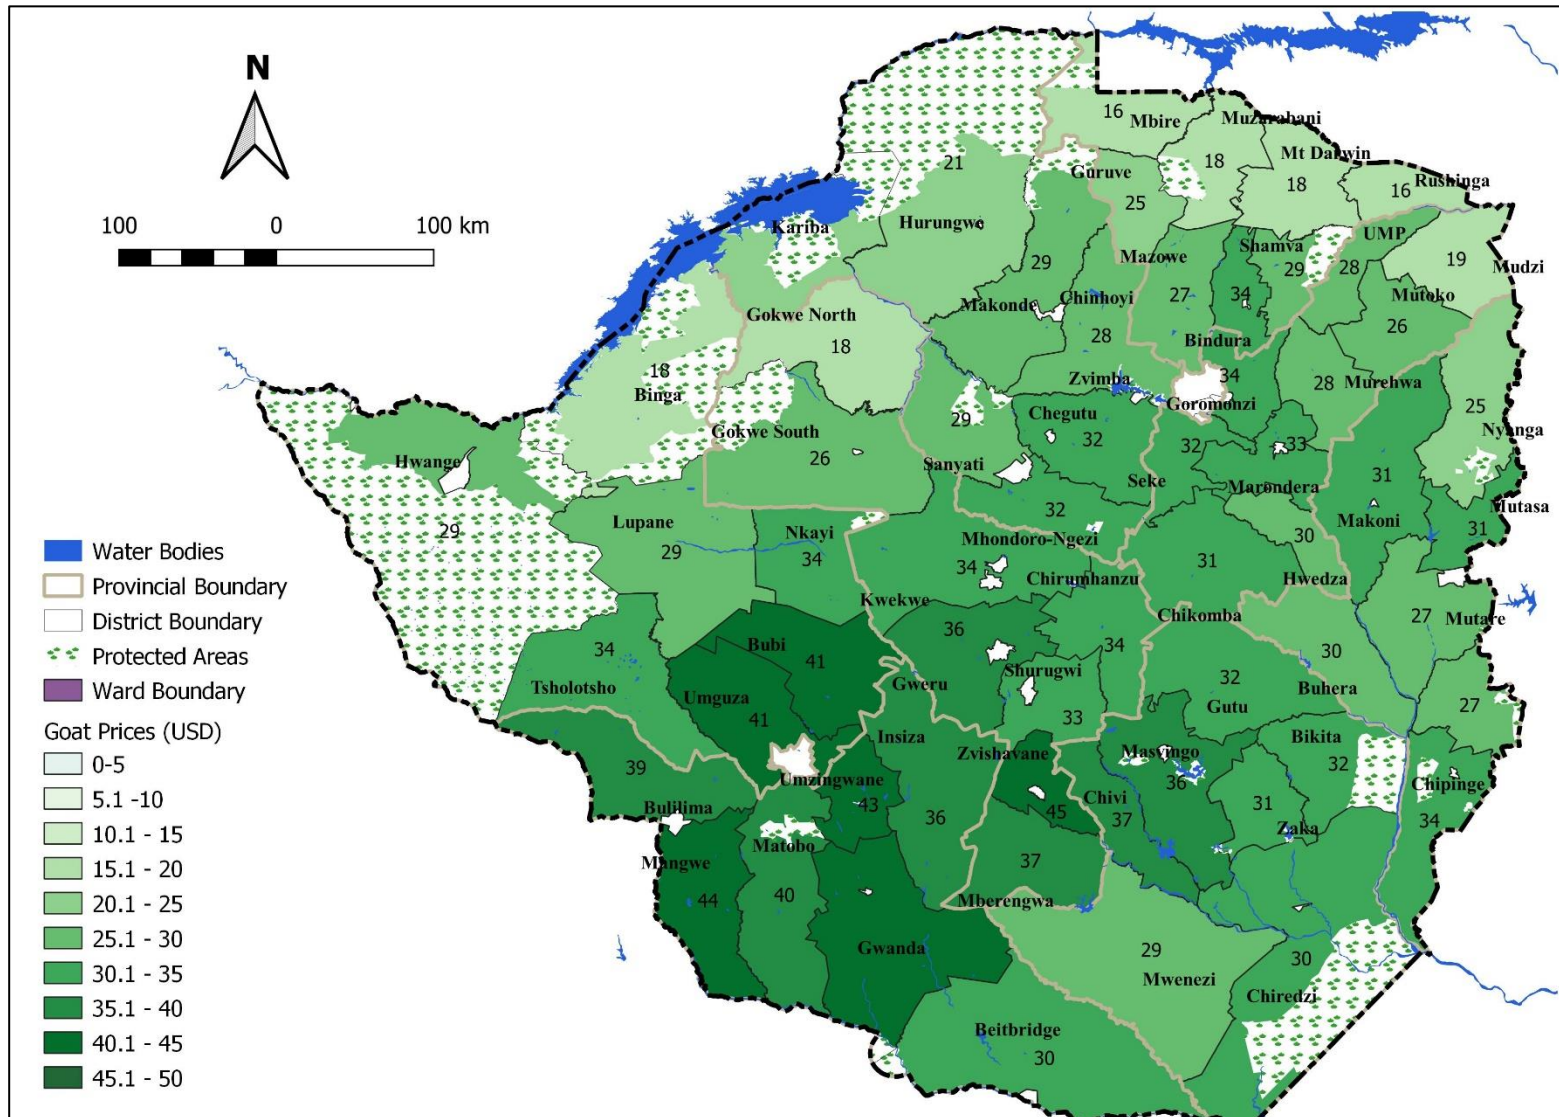 N
100 0 100 km
16
Mbire
Muzarabani
18
Mt Darwin
18
16
Rushinga
21
Guruve
25
Kariba
Hurungwe
29
Mazowe
Shamva
29
UMP
28
19
Mudzi
Mutoko
26
Makonde
Chinhoyi
27
34
Gokwe North
18
28
Bindura
18
Binga
Zvimba
34
Goromonzi
28
Murehwa
25
Nyanga
Gokwe South
26
29
Chegutu
32
32
33
Hwange
29
Sanyati
Seke
Marondera
31
Makoni
Mutasa
31
Lupane
29
Nkayi
34
32
Mhondoro-Ngezi
34
Chirumhanzu
31
30
Hwedza
Kwekwe
36
Chikomba
27
Mutare
34
Tsholotsho
Bubi
41
Umguza
41
Gweru
Shurugwi
33
34
32
Gutu
30
Buhera
27
39
Bulilima
Umzingwane
43
Insiza
36
Zvishavane
45
Chivi
37
Masvingo
36
Bikita
32
31
Zaka
Chipinge
34
Mangwe
44
Matobo
40
37
Mberengwa
Gwanda
29
Mwenezi
30
Chiredzi
Beitbridge
30
Water Bodies
Provincial Boundary
District Boundary
Protected Areas
Ward Boundary
Goat Prices (USD)
0-5
5.1 -10
10.1 - 15
15.1 - 20
20.1 - 25
25.1 - 30
30.1 - 35
35.1 - 40
40.1 - 45
45.1 - 50